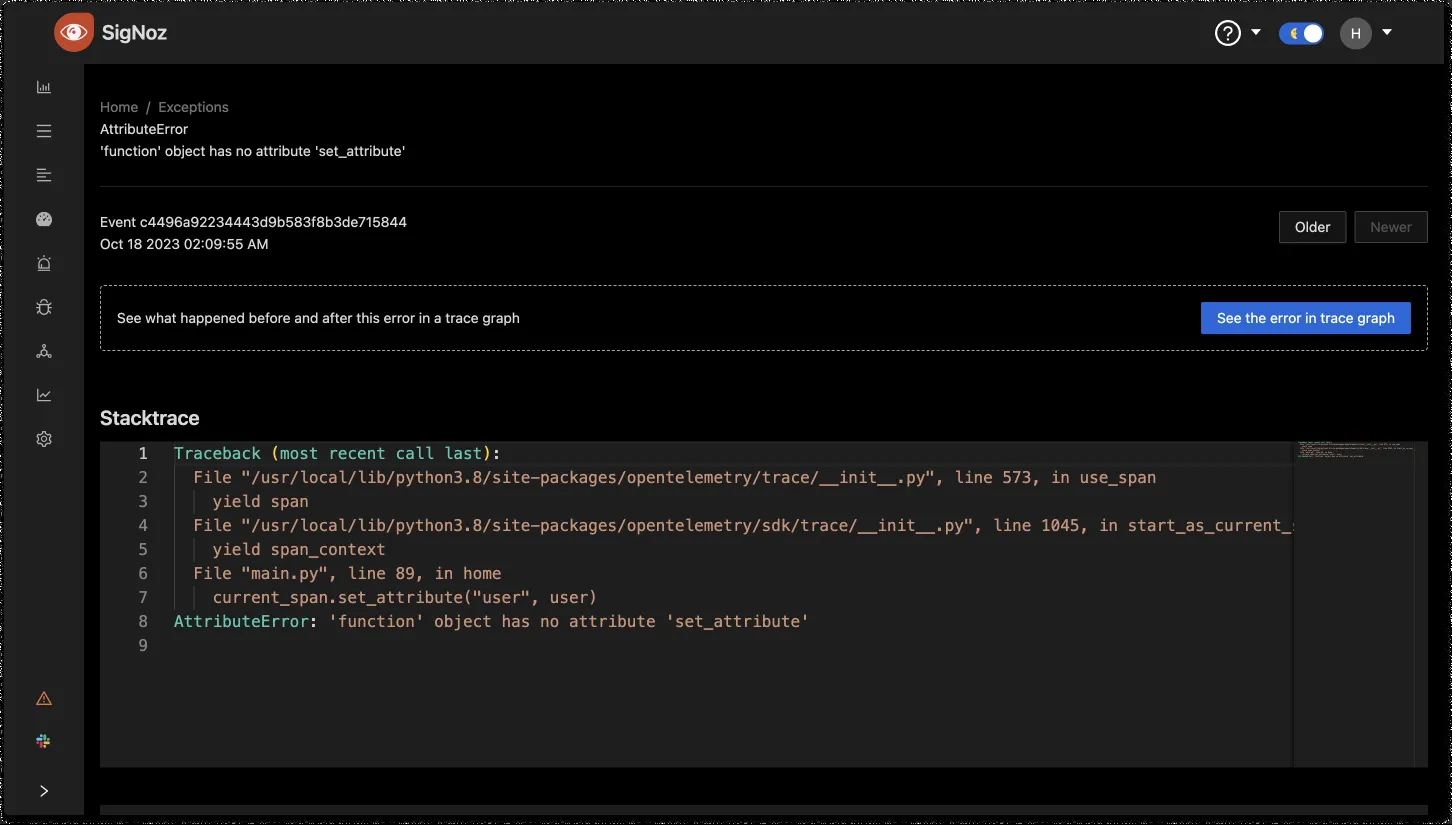 SigNoz
H
Home / Exceptions
AttributeError
'function' object has no attribute 'set_attribute'
Event c4496a92234443d9b583f8b3de715844
Oct 18 2023 02:09:55 AM
Older
Newer
See what happened before and after this error in a trace graph
See the error in trace graph
Stacktrace
1 Traceback (most recent call last):
2 File "/usr/local/lib/python3.8/site-packages/opentelemetry/trace/__init__.py", line 573, in use_span
3 yield span
4 File "/usr/local/lib/python3.8/site-packages/opentelemetry/sdk/trace/__init__.py", line 1045, in start_as_current_
5 yield span_context
6 File "main.py", line 89, in home
7 current_span.set_attribute("user", user)
8 AttributeError: 'function' object has no attribute 'set_attribute'
9